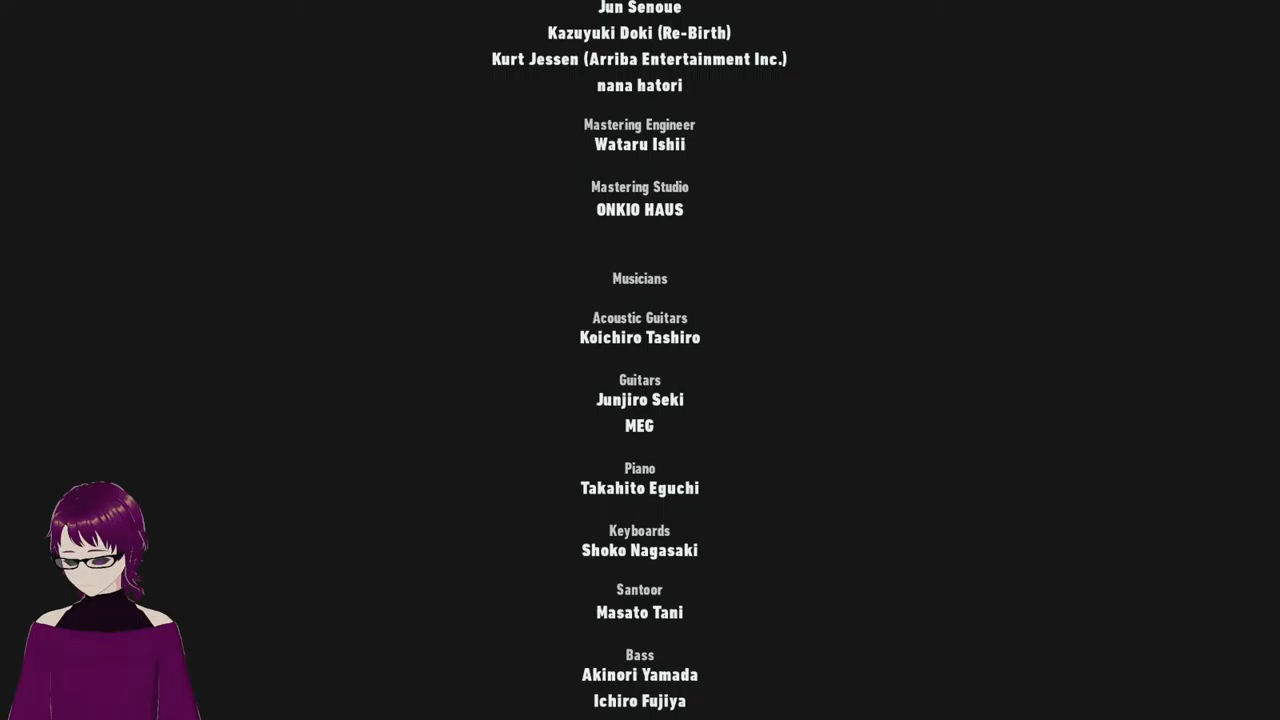 Jun Senoue
Kazuyuki Doki (Re-Birth)
Kurt Jessen (Arriba Entertainment Inc.)
nana hatori
Mastering Engineer
Wataru Ishii
Mastering Studio
ONKIO HAUS
Musicians
Acoustic Guitars
Koichiro Tashiro
Guitars
Junjiro Seki
MEG
Piano
Takahito Eguchi
Keyboards
Shoko Nagasaki
Santoor
Masato Tani
Bass
Akinori Yamada
Ichiro Fujiya